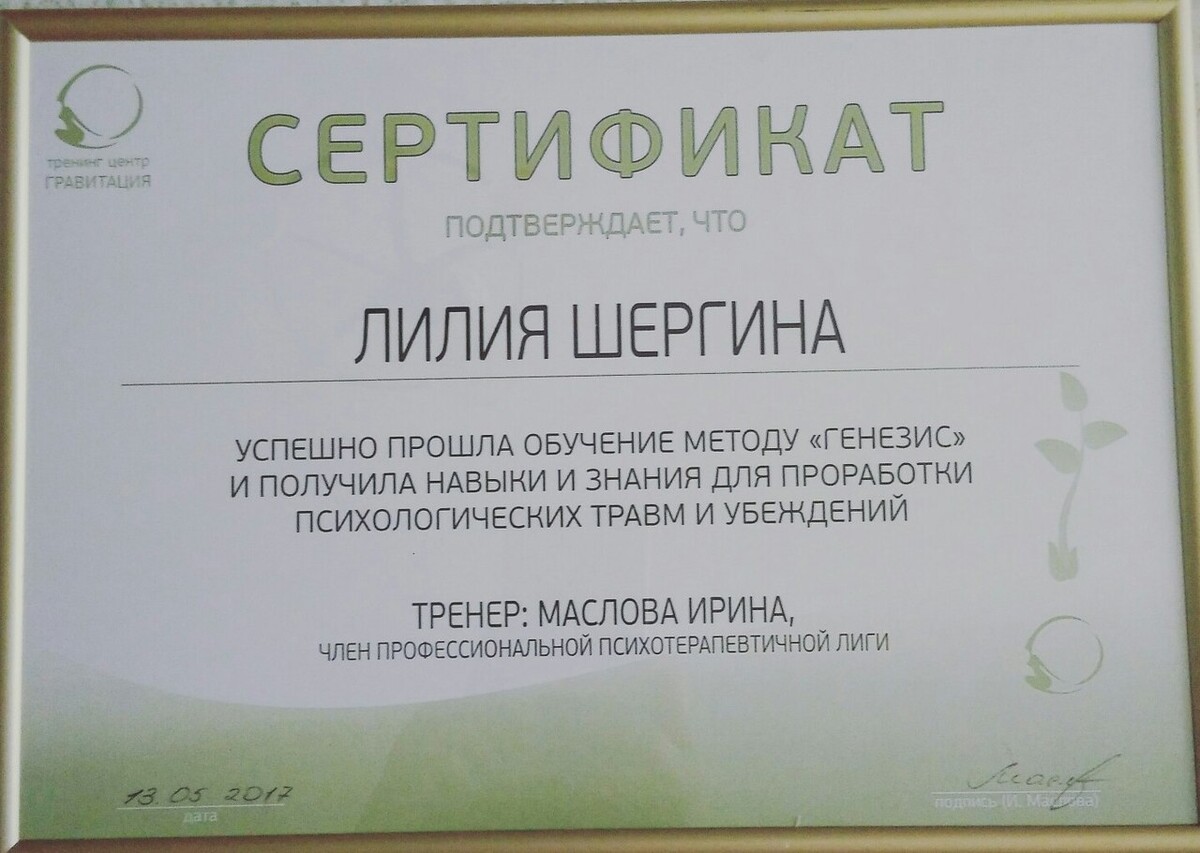 тренинг центр
ГРАВИТАЦИЯ
СЕРТИФИКАТ
ПОДТВЕРЖДАЕТ, ЧТО
ЛИЛИЯ ШЕРГИНА
УСПЕШНО ПРОШЛА ОБУЧЕНИЕ МЕТОДУ «ГЕНЕЗИС»
И ПОЛУЧИЛА НАВЫКИ И ЗНАНИЯ ДЛЯ ПРОРАБОТКИ
ПСИХОЛОГИЧЕСКИХ ТРАВМ И УБЕЖДЕНИЙ
ТРЕНЕР: МАСЛОВА ИРИНА,
ЧЛЕН ПРОФЕССИОНАЛЬНОЙ ПСИХОТЕРАПЕВТИЧНОЙ ЛИГИ
13.05 2017
дата
подпись (И. Маслова)